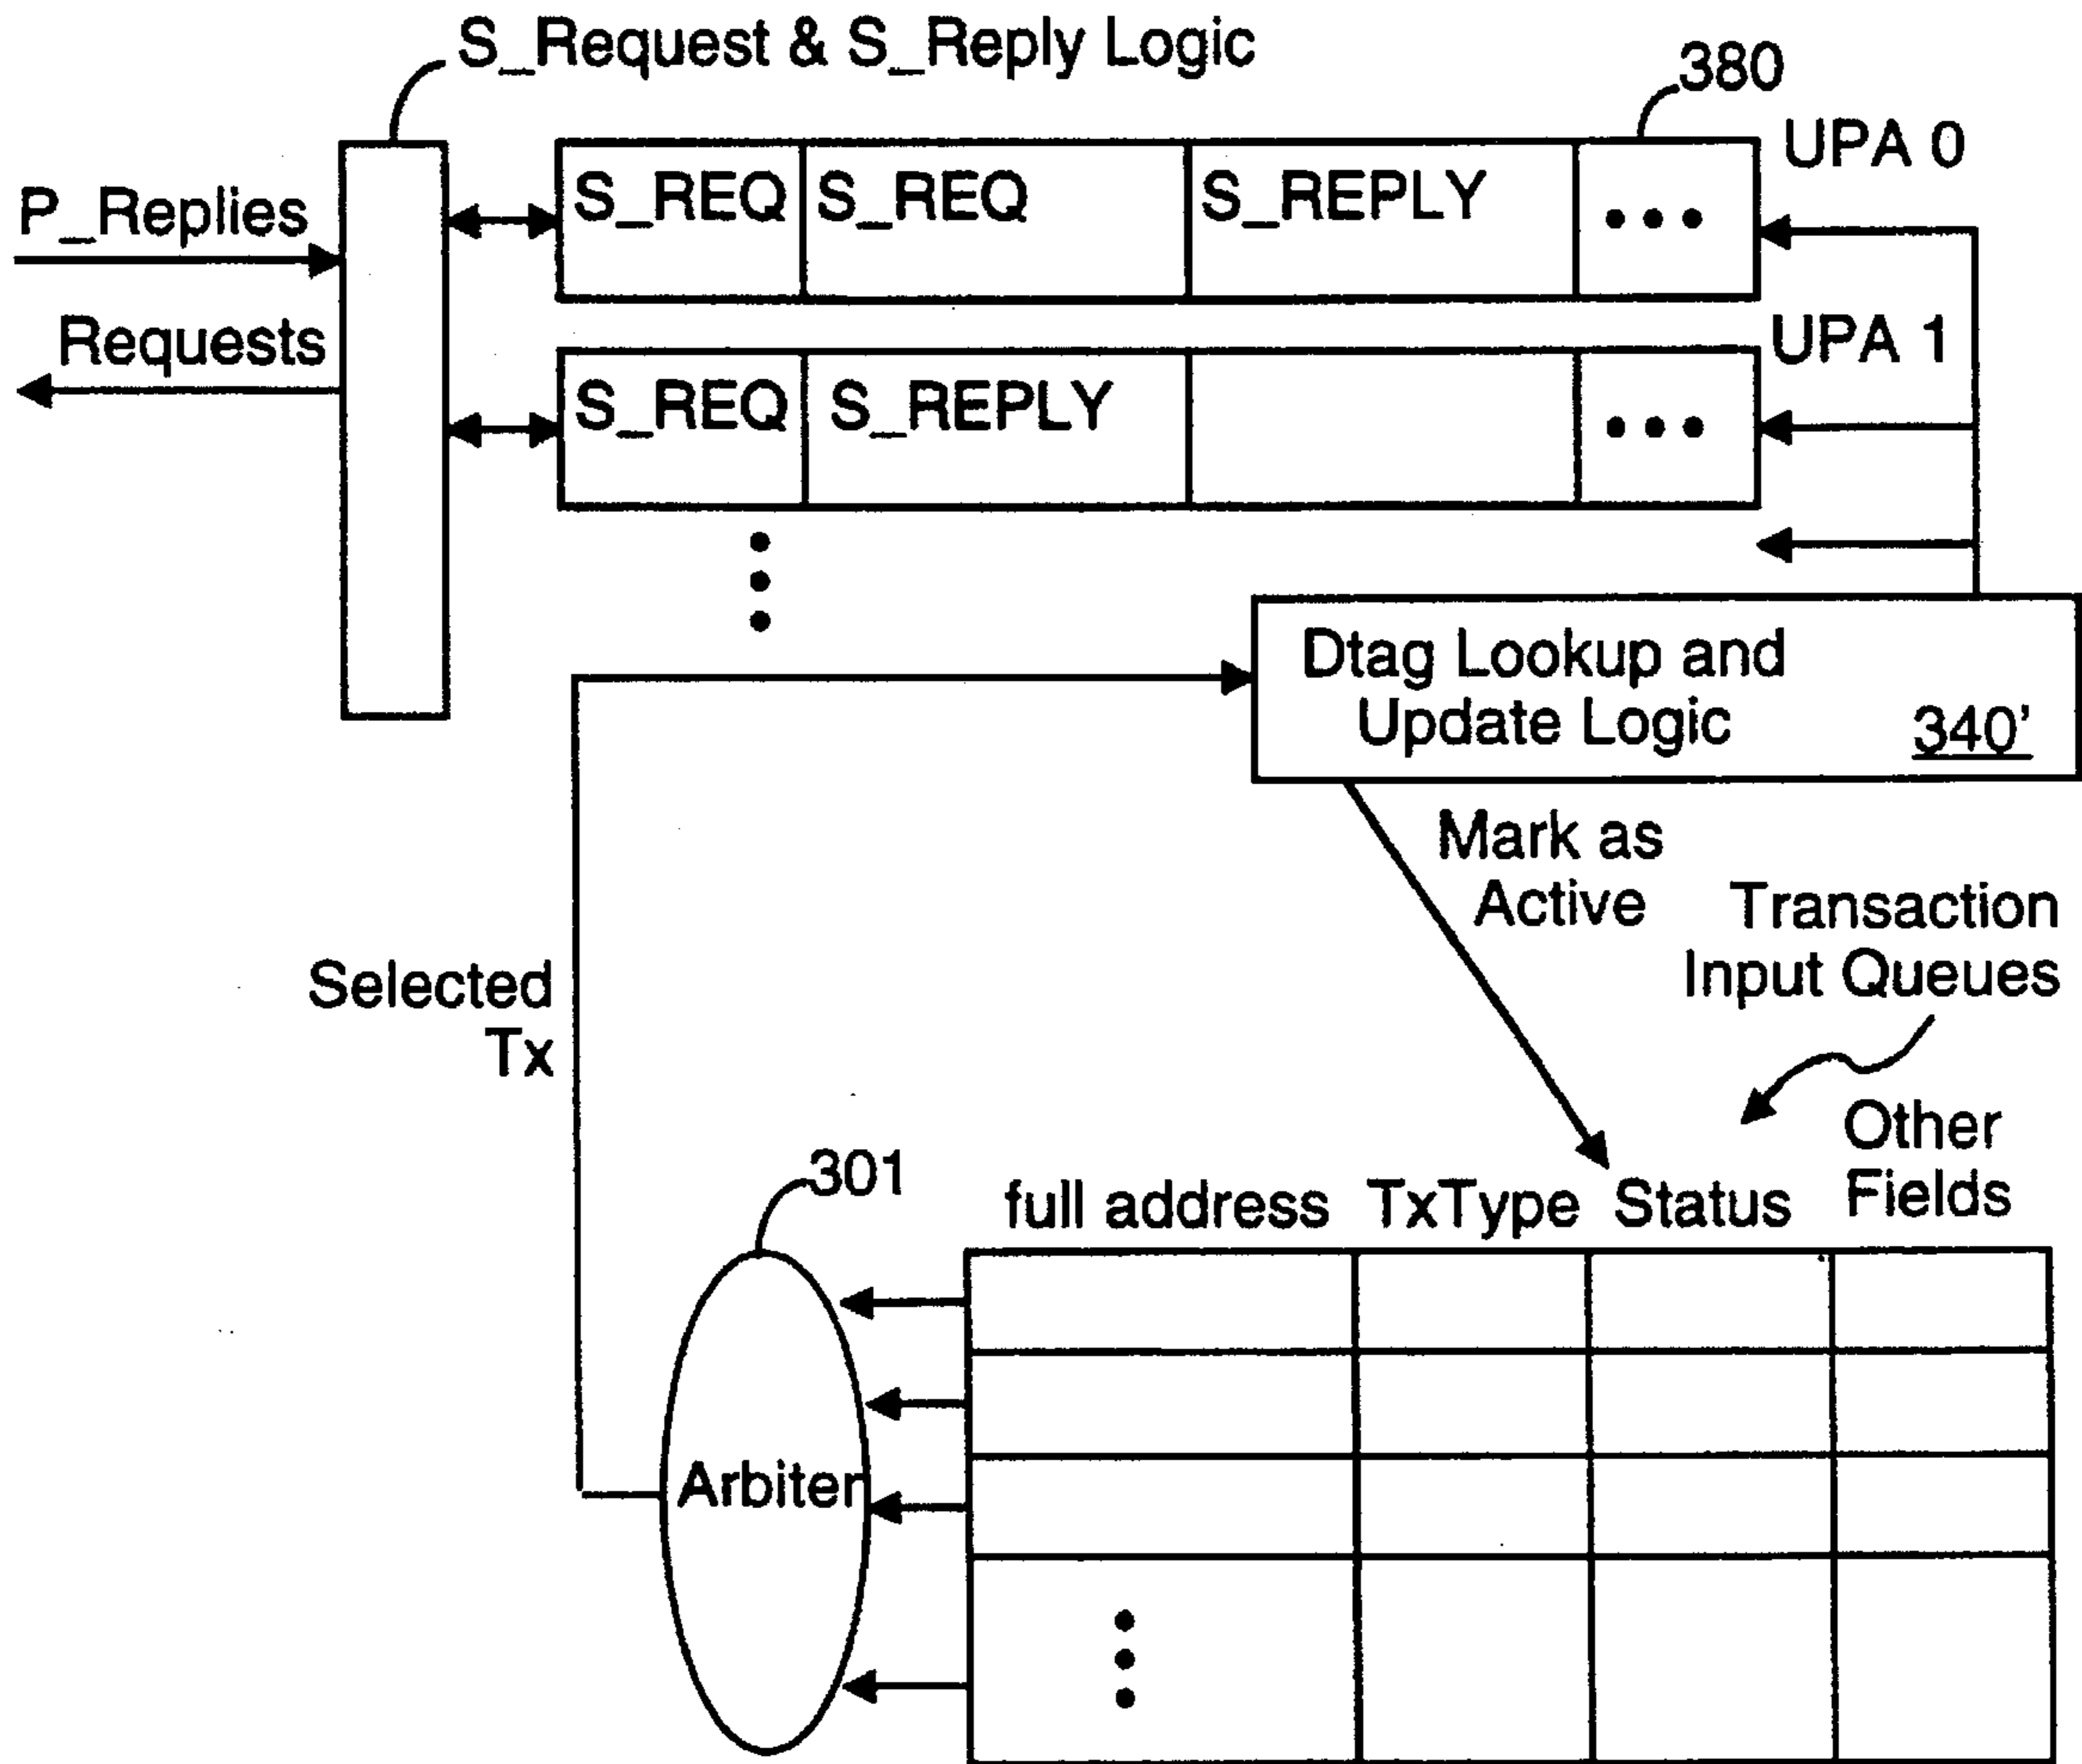 S_Request & S_Reply Logic
380
UPA 0
S_REQ S_REQ S_REPLY •••
P_Replies
Requests
UPA 1
S_REQ S_REPLY •••
Dtag Lookup and
Update Logic 340'
Mark as
Active
Transaction
Input Queues
Selected
Tx
301
Other
Fields
full address TxType Status
Arbiter